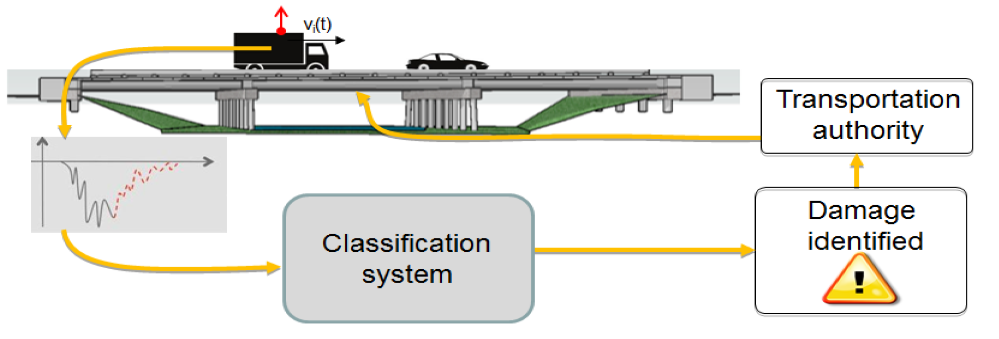 vi(t)
Transportation
authority
Damage
identified
!
Classification
system